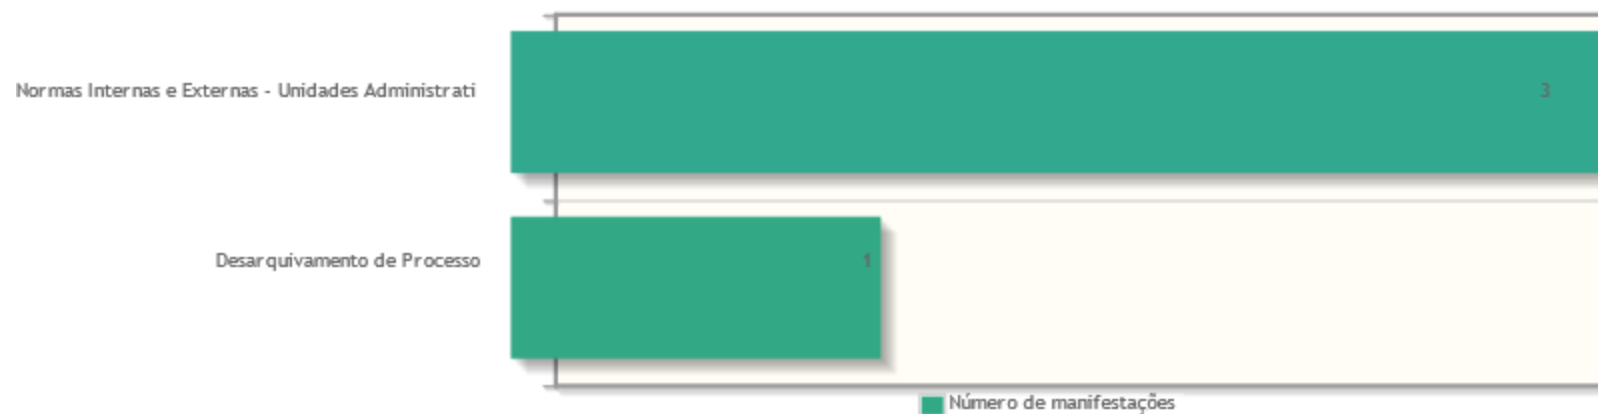 Normas Internas e Externas - Unidades Administrati
3
Desarquivamento de Processo
1
Número de manifestações